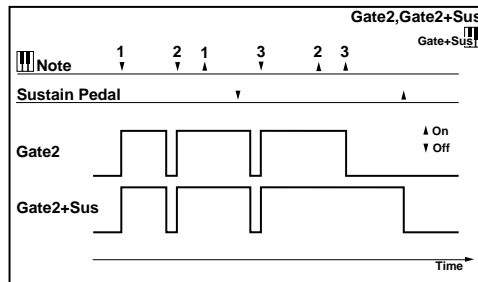 Gate2,Gate2+Sus
Gate+Sus
1 2 1 3 2 3
Note
Sustain Pedal
On
Off
Gate2
Gate2+Sus
Time